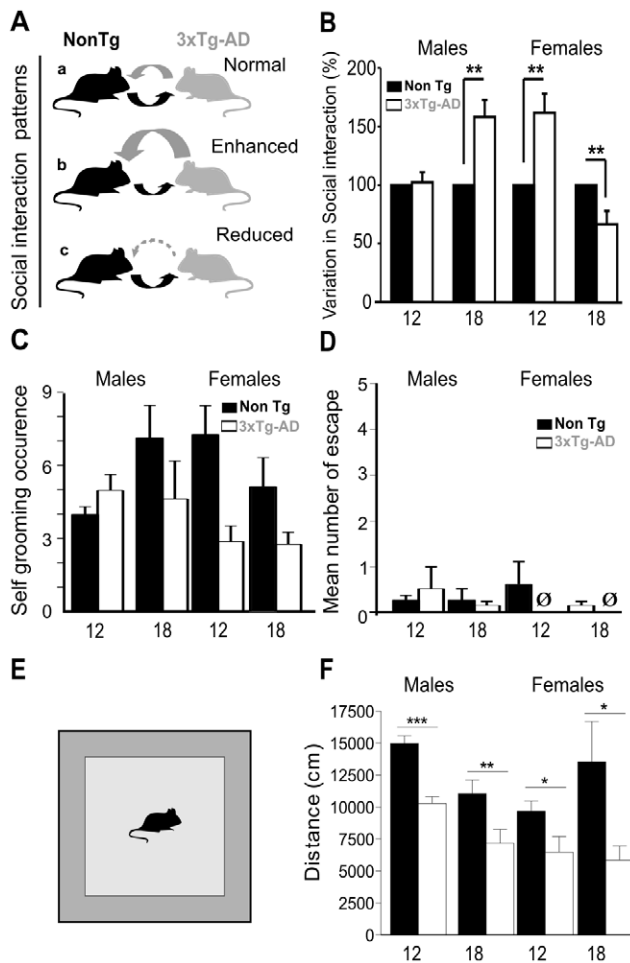 A
NonTg 3xTg-AD
Social interaction patterns
a Normal
b Enhanced
c Reduced
B
Males Females
Variation in Social interaction (%)
200
150
100
50
0
Non Tg
3xTg-AD
** ** **
12 18 12 18
C
Males Females
Self grooming occurence
9
6
3
0
Non Tg
3xTg-AD
12 18 12 18
D
Males Females
Mean number of escape
5
4
3
2
1
0
Non Tg
3xTg-AD
Ø Ø
12 18 12 18
E
F
Males Females
Distance (cm)
17500
15000
12500
10000
7500
5000
2500
0
*** ** * *
12 18 12 18